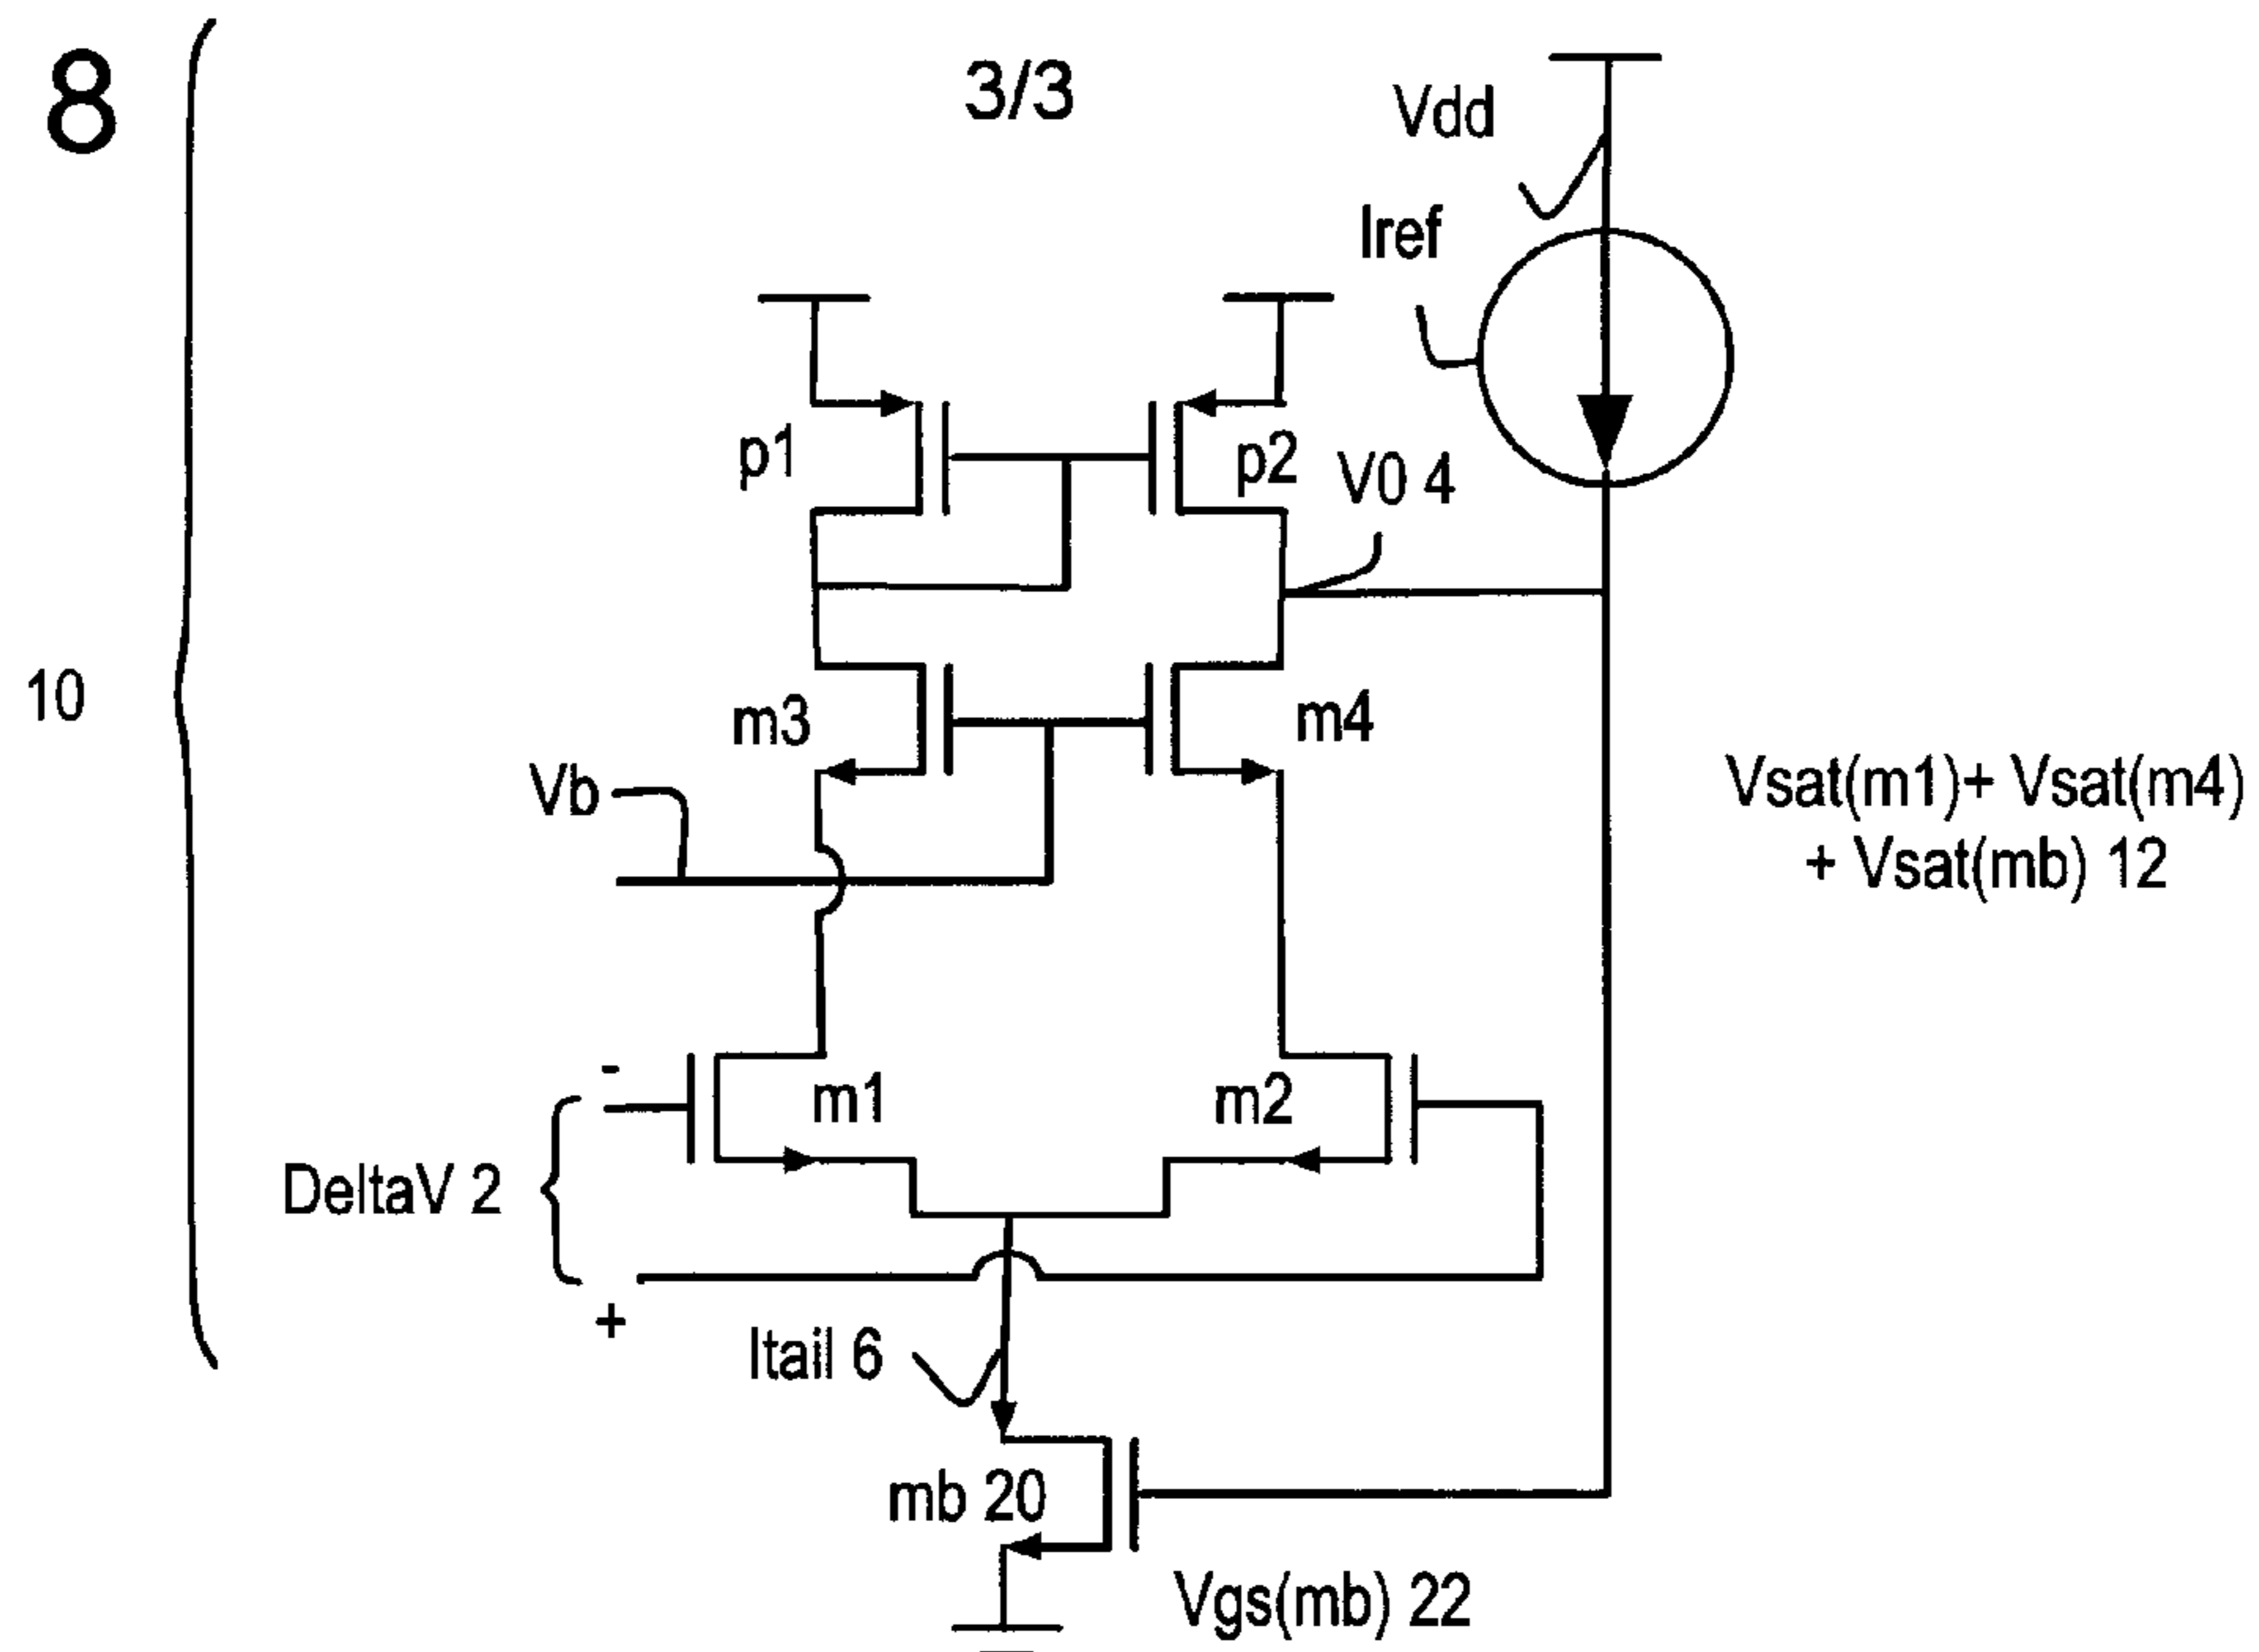 8
3/3
Vdd
Iref
p1
p2
V0 4
10
m3
m4
Vb
Vsat(m1)+ Vsat(m4)
+ Vsat(mb) 12
-
m1
m2
DeltaV 2
+
Itail 6
mb 20
Vgs(mb) 22